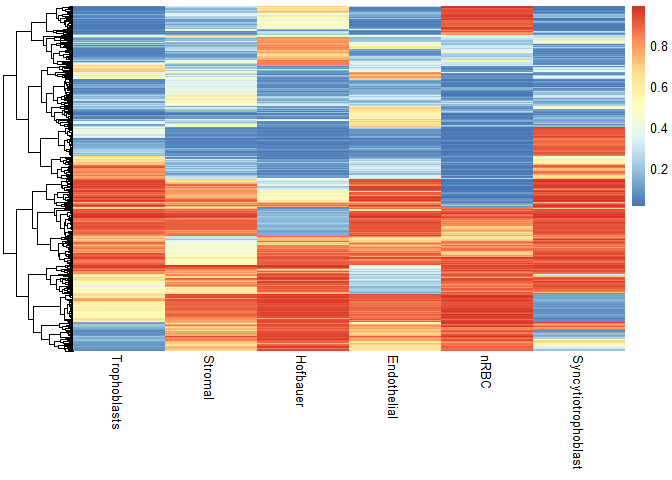 0.8
0.6
0.4
0.2
Trophoblasts
Stromal
Hofbauer
Endothelial
nRBC
Syncytiotrophoblast